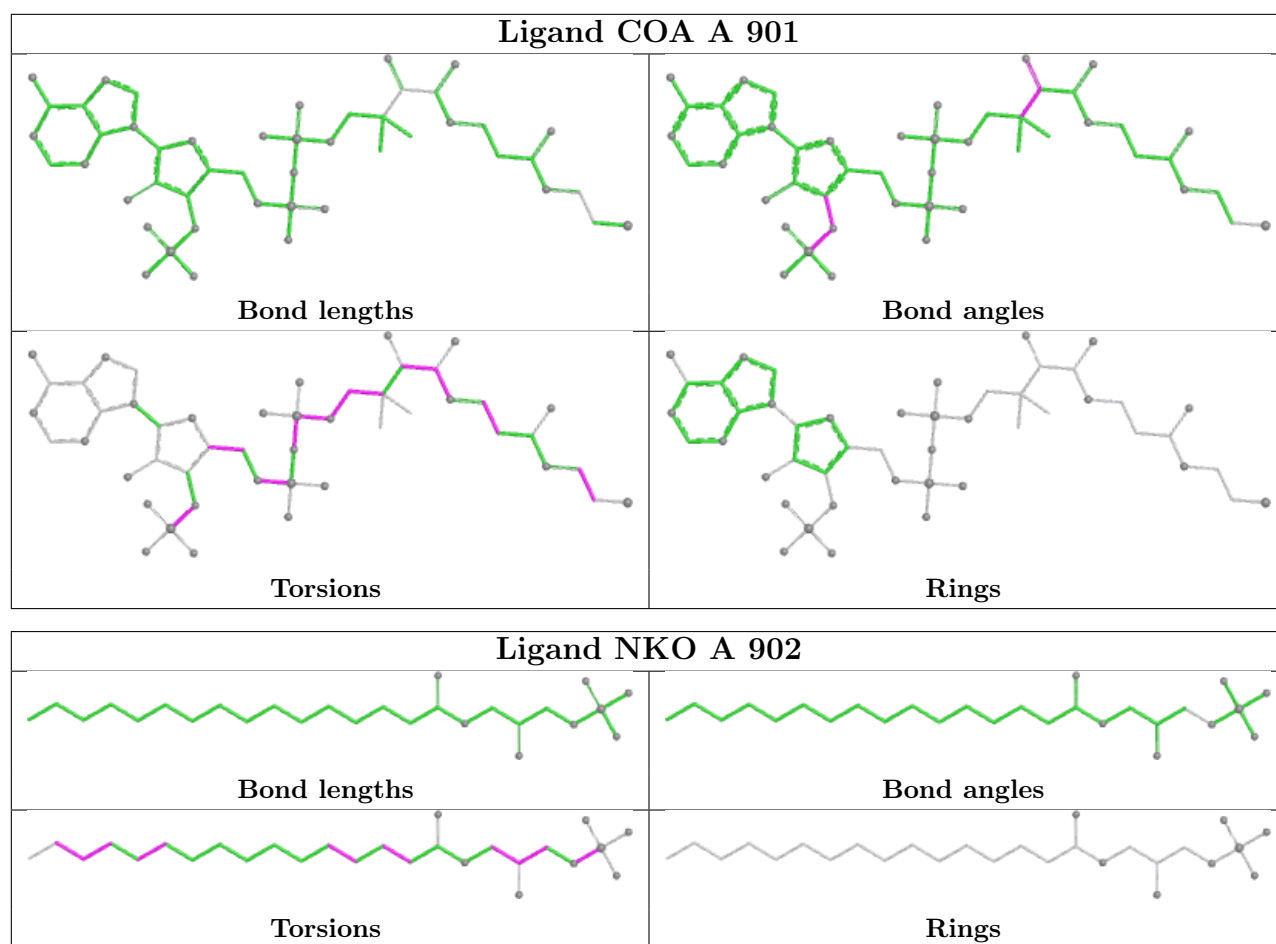 Ligand COA A 901
Bond lengths
Bond angles
Torsions
Rings
Ligand NKO A 902
Bond lengths
Bond angles
Torsions
Rings